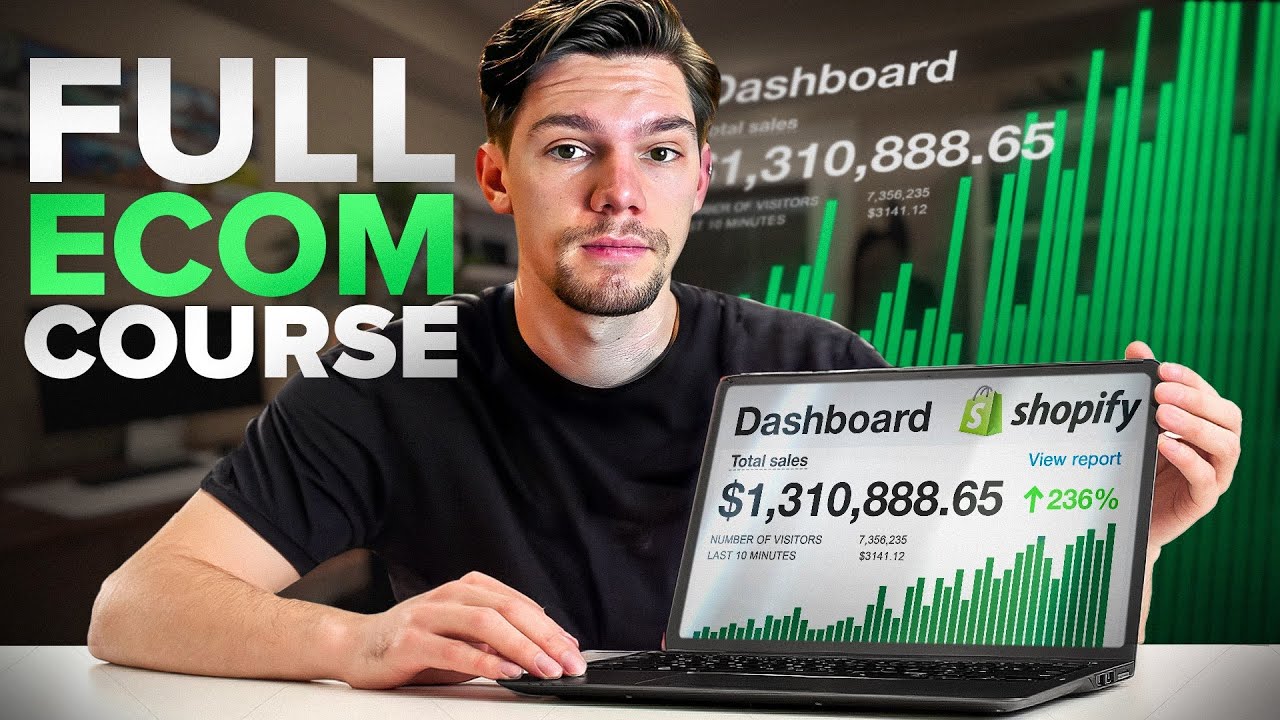 FULL
ECOM
COURSE
Dashboard
Total sales
$1,310,888.65
NUMBER OF VISITORS 7,356,235
LAST 10 MINUTES $3141.12
Dashboard shopify
Total sales View report
$1,310,888.65 ↑236%
NUMBER OF VISITORS 7,356,235
LAST 10 MINUTES $3141.12